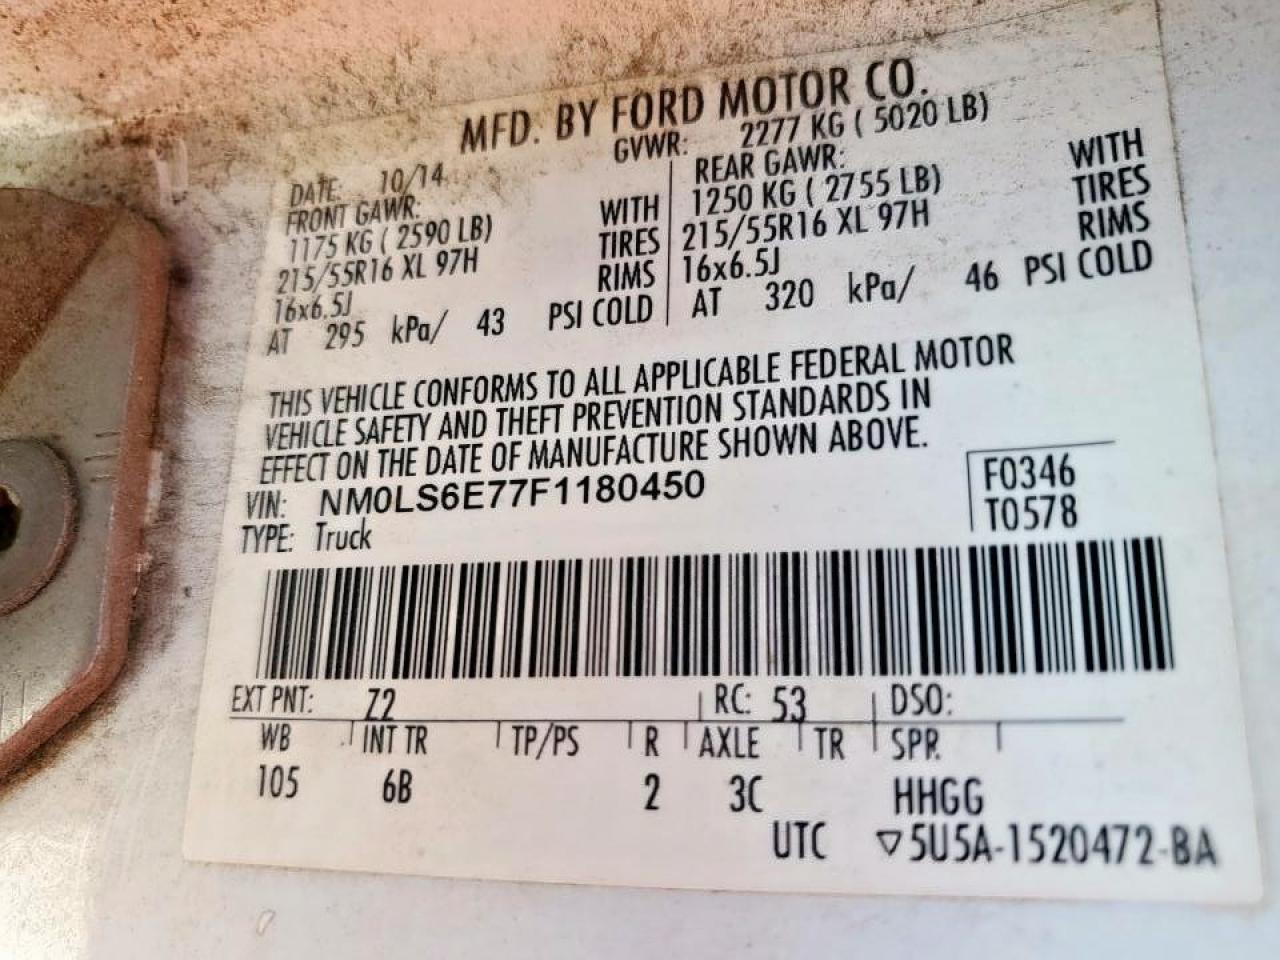 MFD. BY FORD MOTOR CO.
DATE: 10/14 GVWR: 2277 KG ( 5020 LB)
FRONT GAWR: REAR GAWR:
1175 KG ( 2590 LB) WITH 1250 KG ( 2755 LB) WITH
215/55R16 XL 97H TIRES 215/55R16 XL 97H TIRES
16x6.5J RIMS 16x6.5J RIMS
AT 295 kPa/ 43 PSI COLD AT 320 kPa/ 46 PSI COLD
THIS VEHICLE CONFORMS TO ALL APPLICABLE FEDERAL MOTOR
VEHICLE SAFETY AND THEFT PREVENTION STANDARDS IN
EFFECT ON THE DATE OF MANUFACTURE SHOWN ABOVE.
VIN: NM0LS6E77F1180450 F0346
TYPE: Truck T0578
EXT PNT: Z2 RC: 53 DSO:
WB INT TR TP/PS R AXLE TR SPR
105 6B 2 3C HHGG
UTC ▽5U5A-1520472-BA